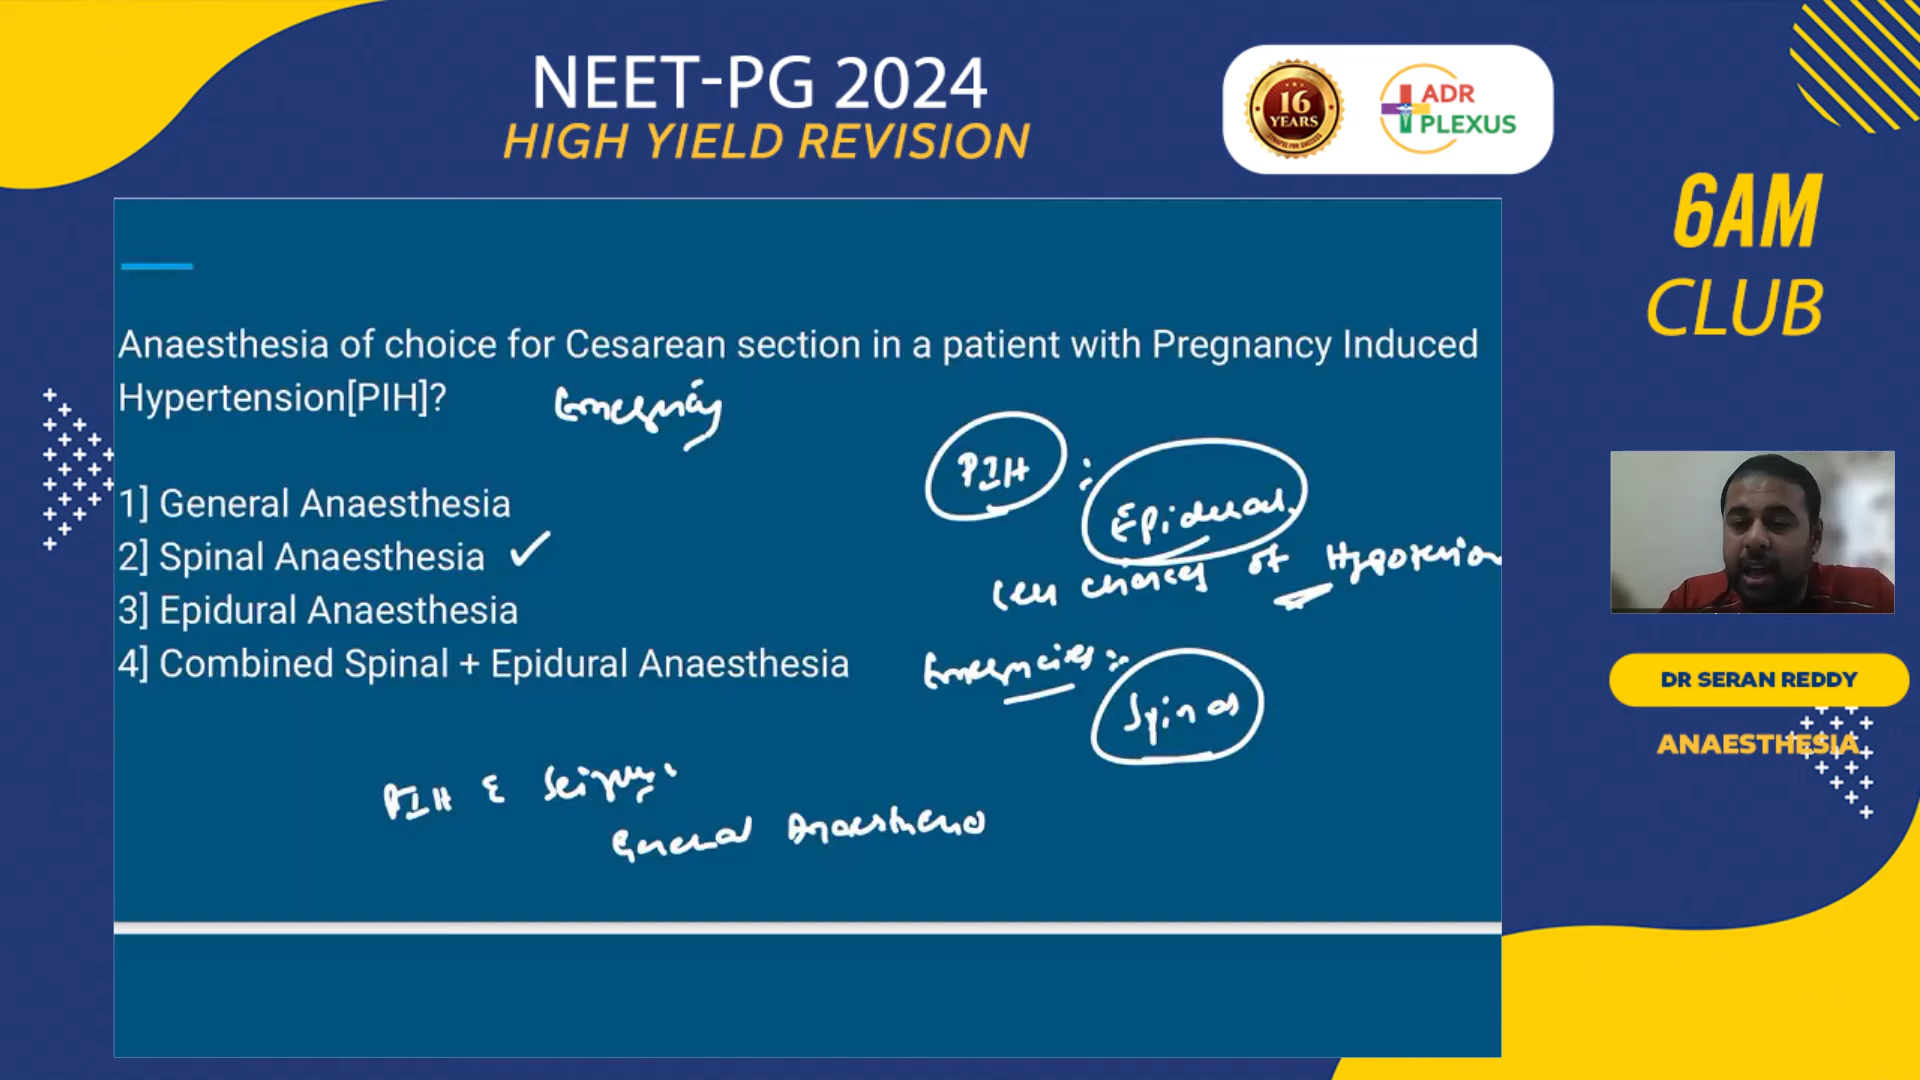 NEET-PG 2024
HIGH YIELD REVISION
16
YEARS
ADR
PLEXUS
6AM
CLUB
Anaesthesia of choice for Cesarean section in a patient with Pregnancy Induced
Hypertension[PIH]?
Emergency
1] General Anaesthesia
2] Spinal Anaesthesia ✓
3] Epidural Anaesthesia
4] Combined Spinal + Epidural Anaesthesia
PIH :
Epidural
less chances of Hypotension
Emergencies :-
Spinal
PIH
General Anaesthesia
DR SERAN REDDY
ANAESTHESIA